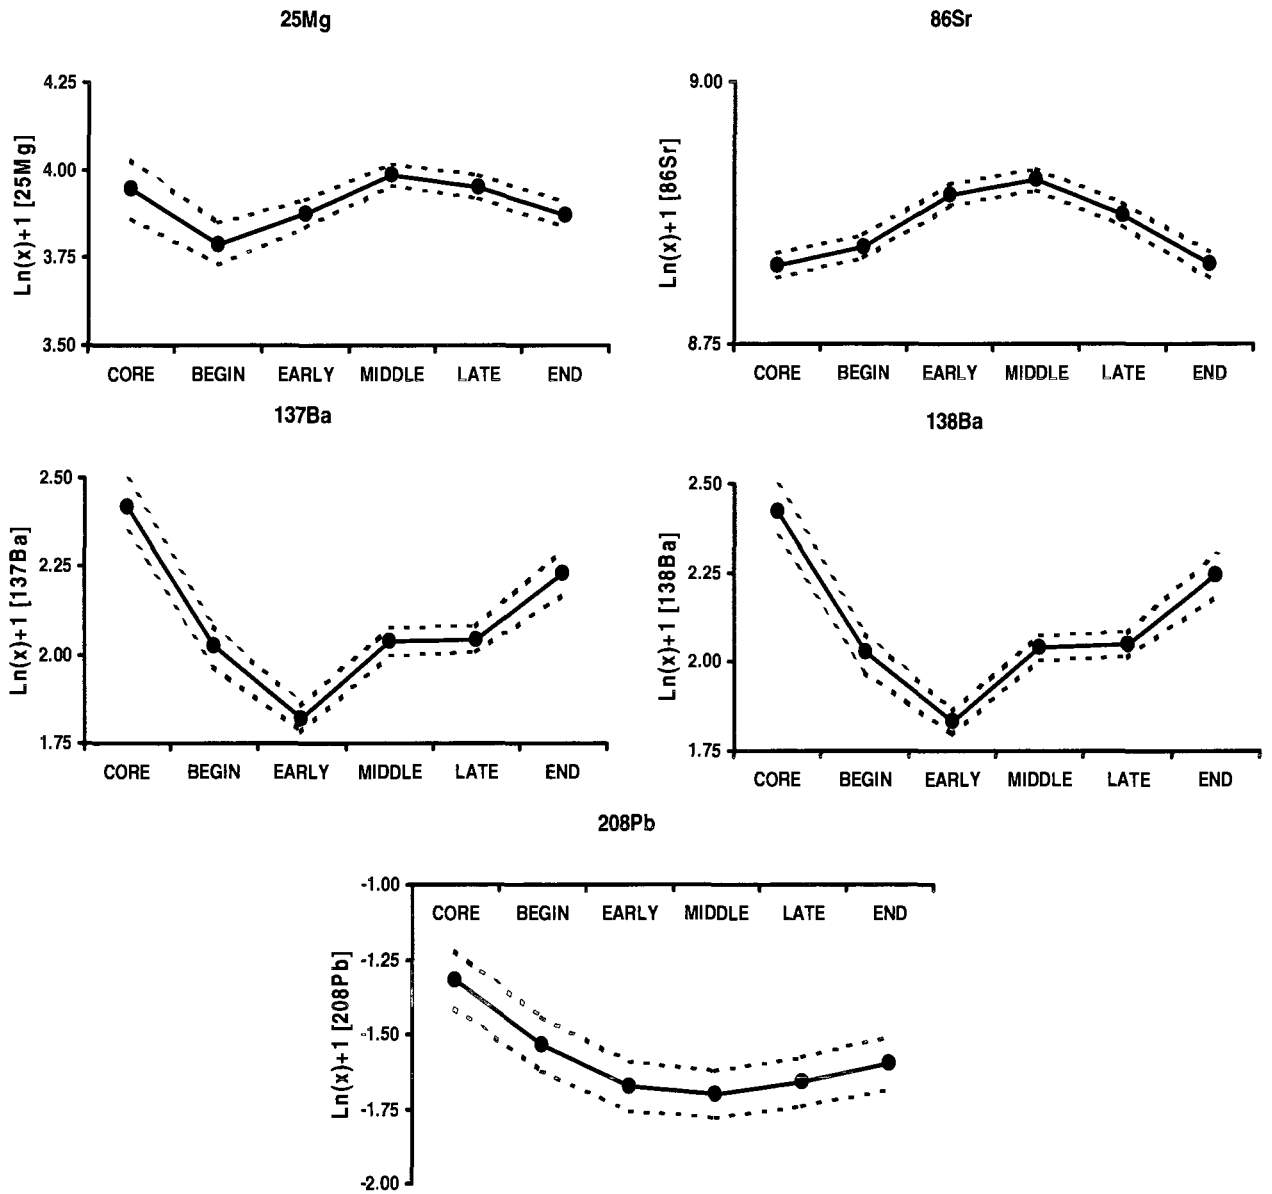 25Mg
Ln(x)+1 [25Mg]
4.25
4.00
3.75
3.50
CORE BEGIN EARLY MIDDLE LATE END
86Sr
Ln(x)+1 [86Sr]
9.00
8.75
CORE BEGIN EARLY MIDDLE LATE END
137Ba
Ln(x)+1 [137Ba]
2.50
2.25
2.00
1.75
CORE BEGIN EARLY MIDDLE LATE END
138Ba
Ln(x)+1 [138Ba]
2.50
2.25
2.00
1.75
CORE BEGIN EARLY MIDDLE LATE END
208Pb
Ln(x)+1 [208Pb]
-1.00
CORE BEGIN EARLY MIDDLE LATE END
-1.25
-1.50
-1.75
-2.00